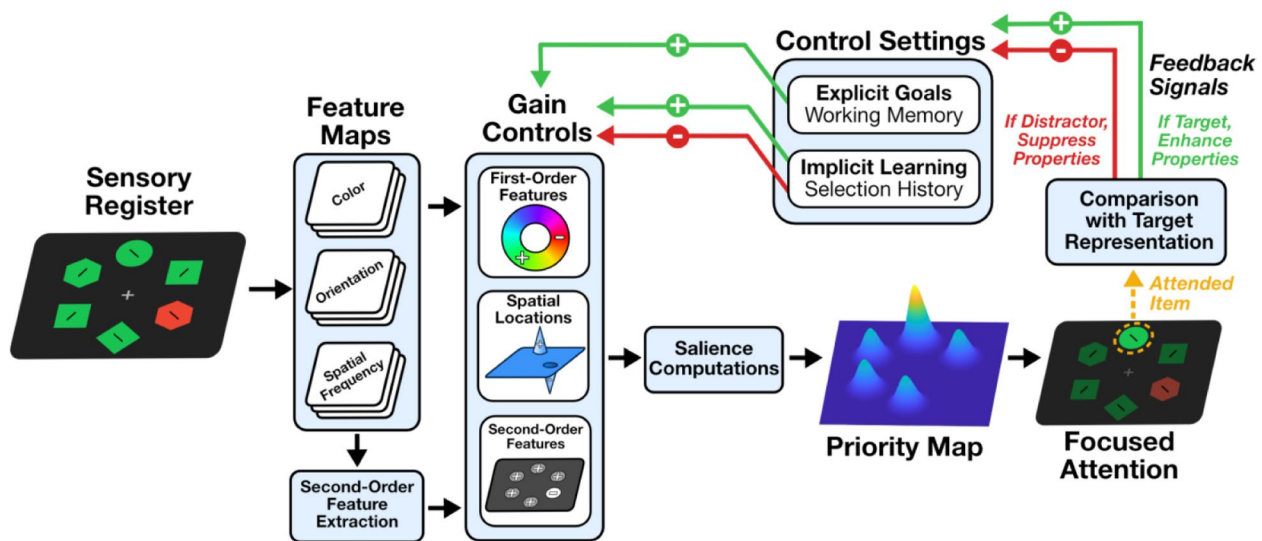 Sensory
Register
Feature
Maps
Color
Orientation
Spatial
Frequency
Second-Order
Feature
Extraction
Gain
Controls
First-Order
Features
+
-
Spatial
Locations
Second-Order
Features
+
+
-
Control Settings
Explicit Goals
Working Memory
Implicit Learning
Selection History
+
-
Feedback
Signals
If Distractor,
Suppress
Properties
If Target,
Enhance
Properties
Comparison
with Target
Representation
Attended
Item
Salience
Computations
Priority Map
Focused
Attention